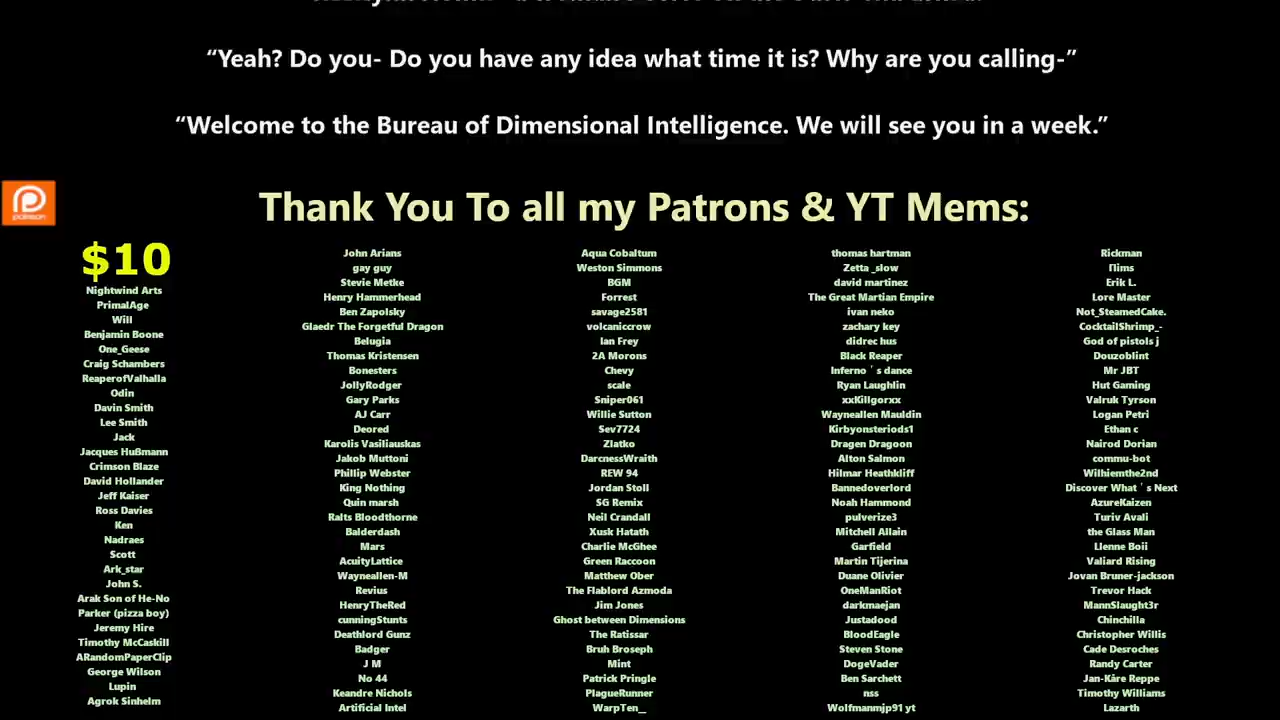 “Yeah? Do you- Do you have any idea what time it is? Why are you calling-”
“Welcome to the Bureau of Dimensional Intelligence. We will see you in a week.”
patreon
Thank You To all my Patrons & YT Mems:
$10
Nightwind Arts
PrimalAge
Will
Benjamin Boone
One_Geese
Craig Schambers
ReaperofValhalla
Odin
Davin Smith
Lee Smith
Jack
Jacques Hußmann
Crimson Blaze
David Hollander
Jeff Kaiser
Ross Davies
Ken
Nadraes
Scott
Ark_star
John S.
Arak Son of He-No
Parker (pizza boy)
Jeremy Hire
Timothy McCaskill
ARandomPaperClip
George Wilson
Lupin
Agrok Sinhelm
John Arians
gay guy
Stevie Metke
Henry Hammerhead
Ben Zapolsky
Glaedr The Forgetful Dragon
Belugia
Thomas Kristensen
Bonesters
JollyRodger
Gary Parks
AJ Carr
Deored
Karolis Vasiliauskas
Jakob Muttoni
Phillip Webster
King Nothing
Quin marsh
Ralts Bloodthorne
Balderdash
Mars
AcuityLattice
Wayneallen-M
Revius
HenryTheRed
cunningStunts
Deathlord Gunz
Badger
J M
No 44
Keandre Nichols
Artificial Intel
Aqua Cobaltum
Weston Simmons
BGM
Forrest
savage2581
volcaniccrow
Ian Frey
2A Morons
Chevy
scale
Sniper061
Willie Sutton
Sev7724
Zlatko
DarcnessWraith
REW 94
Jordan Stoll
SG Remix
Neil Crandall
Xusk Hatath
Charlie McGhee
Green Raccoon
Matthew Ober
The Flablord Azmoda
Jim Jones
Ghost between Dimensions
The Ratissar
Bruh Broseph
Mint
Patrick Pringle
PlagueRunner
WarpTen__
thomas hartman
Zetta _slow
david martinez
The Great Martian Empire
ivan neko
zachary key
didrec hus
Black Reaper
Inferno ’ s dance
Ryan Laughlin
xxKillgorxx
Wayneallen Mauldin
Kirbyonsteriods1
Dragen Dragoon
Alton Salmon
Hilmar Heathkliff
Bannedoverlord
Noah Hammond
pulverize3
Mitchell Allain
Garfield
Martin Tijerina
Duane Olivier
OneManRiot
darkmaejan
Justadood
BloodEagle
Steven Stone
DogeVader
Ben Sarchett
nss
Wolfmanmjp91 yt
Rickman
Erik L.
Lore Master
Not_SteamedCake.
CocktailShrimp_-
God of pistols j
Douzoblint
Mr JBT
Hut Gaming
Valruk Tyrson
Logan Petri
Ethan c
Nairod Dorian
commu-bot
Wilhiemthe2nd
Discover What ’ s Next
AzureKaizen
Turiv Avali
the Glass Man
Valiard Rising
Jovan Bruner-jackson
Trevor Hack
MannSlaught3r
Chinchilla
Christopher Willis
Cade Desroches
Randy Carter
Jan-Kåre Reppe
Timothy Williams
Lazarth